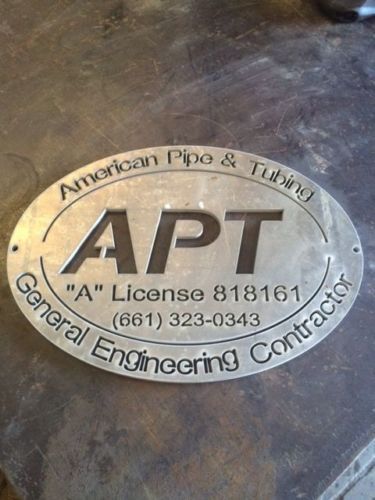 American Pipe & Tubing
APT
"A" License 818161
(661) 323-0343
General Engineering Contractor